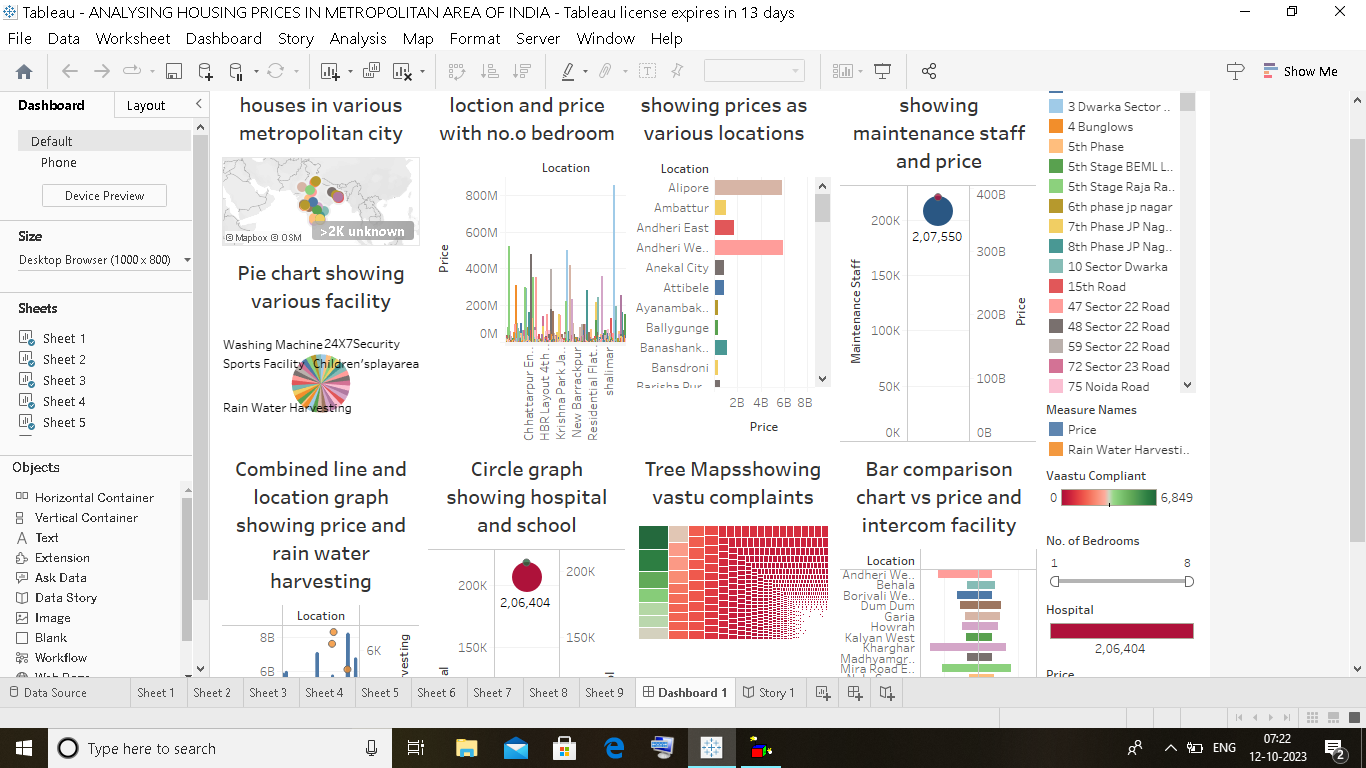 Tableau - ANALYSING HOUSING PRICES IN METROPOLITAN AREA OF INDIA - Tableau license expires in 13 days
File Data Worksheet Dashboard Story Analysis Map Format Server Window Help
Show Me
Dashboard
Layout
Default
Phone
Device Preview
Size
Desktop Browser (1000 x 800)
Sheets
Sheet 1
Sheet 2
Sheet 3
Sheet 4
Sheet 5
Objects
Horizontal Container
Vertical Container
Text
Extension
Ask Data
Data Story
Image
Blank
Workflow
houses in various
metropolitan city
© Mapbox © OSM
>2K unknown
Pie chart showing
various facility
Washing Machine
24X7Security
Sports Facility
Children'splayarea
Rain Water Harvesting
loction and price
with no.o bedroom
Location
800M
600M
400M
200M
0M
Price
Chhattarpur En..
HBR Layout 4th ..
Krishna Park Ja..
New Barrackpur
Residential Flat..
shalimar
showing prices as
various locations
Location
Alipore
Ambattur
Andheri East
Andheri We..
Anekal City
Attibele
Ayanambak..
Ballygunge
Banashank..
Bansdroni
Barisha Pur..
2B 4B 6B 8B
Price
showing
maintenance staff
and price
400B
200K
2,07,550
300B
150K
200B
100K
100B
50K
0K
0B
Maintenance Staff
Price
3 Dwarka Sector ..
4 Bunglows
5th Phase
5th Stage BEML L..
5th Stage Raja Ra..
6th phase jp nagar
7th Phase JP Nag..
8th Phase JP Nag..
10 Sector Dwarka
15th Road
47 Sector 22 Road
48 Sector 22 Road
59 Sector 22 Road
72 Sector 23 Road
75 Noida Road
Measure Names
Price
Rain Water Harvesti..
Vaastu Compliant
0 6,849
No. of Bedrooms
1 8
Hospital
2,06,404
Price
Combined line and
location graph
showing price and
rain water
harvesting
Location
8B
6K
6B
Circle graph
showing hospital
and school
200K
200K
2,06,404
150K
150K
Tree Mapsshowing
vastu complaints
Bar comparison
chart vs price and
intercom facility
Location
Andheri We..
Behala
Borivali We..
Dum Dum
Garia
Howrah
Kalyan West
Kharghar
Madhyamgr..
Mira Road E..
Data Source Sheet 1 Sheet 2 Sheet 3 Sheet 4 Sheet 5 Sheet 6 Sheet 7 Sheet 8 Sheet 9 Dashboard 1 Story 1
Type here to search
ENG
07:22
12-10-2023
2